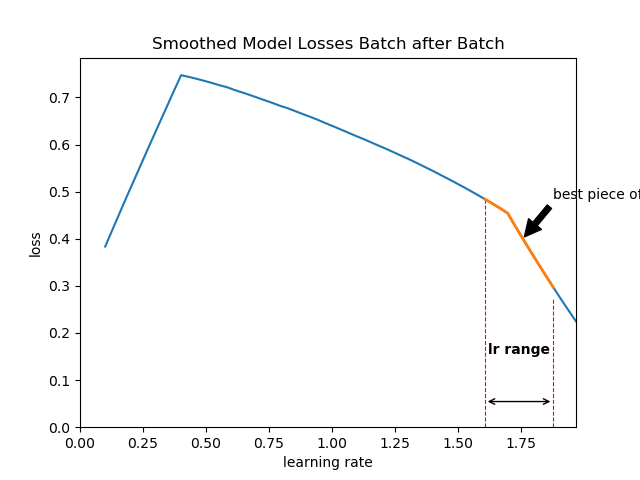 Smoothed Model Losses Batch after Batch
0.7
0.6
0.5
0.4
0.3
0.2
0.1
0.0
loss
best piece of
lr range
0.00 0.25 0.50 0.75 1.00 1.25 1.50 1.75
learning rate